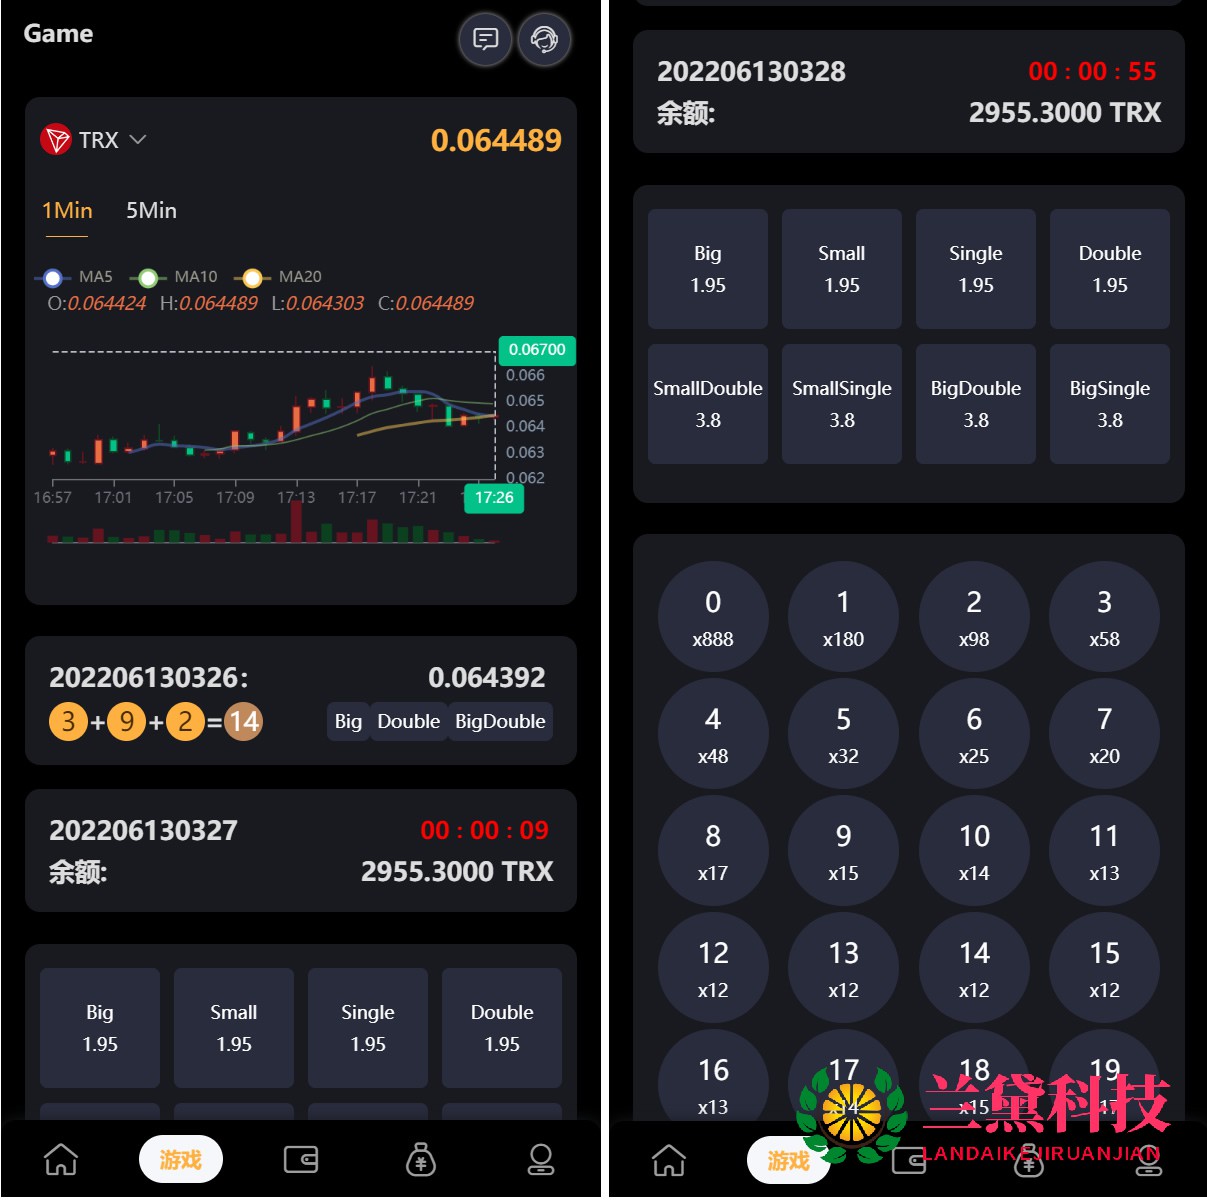 Game
TRX
0.064489
1Min 5Min
MA5 MA10 MA20
O:0.064424 H:0.064489 L:0.064303 C:0.064489
0.06700
0.066
0.065
0.064
0.063
0.062
16:57 17:01 17:05 17:09 17:13 17:17 17:21 17:26
202206130326: 0.064392
3+9+2=14 Big Double BigDouble
202206130327 00 : 00 : 09
余额: 2955.3000 TRX
Big Small Single Double
1.95 1.95 1.95 1.95
游戏
202206130328 00 : 00 : 55
余额: 2955.3000 TRX
Big Small Single Double
1.95 1.95 1.95 1.95
SmallDouble SmallSingle BigDouble BigSingle
3.8 3.8 3.8 3.8
0 1 2 3
x888 x180 x98 x58
4 5 6 7
x48 x32 x25 x20
8 9 10 11
x17 x15 x14 x13
12 13 14 15
x12 x12 x12 x12
16 17 18 19
x13 x14 x15 17
兰黛科技
LANDAIKEJIRUANJIAN
游戏